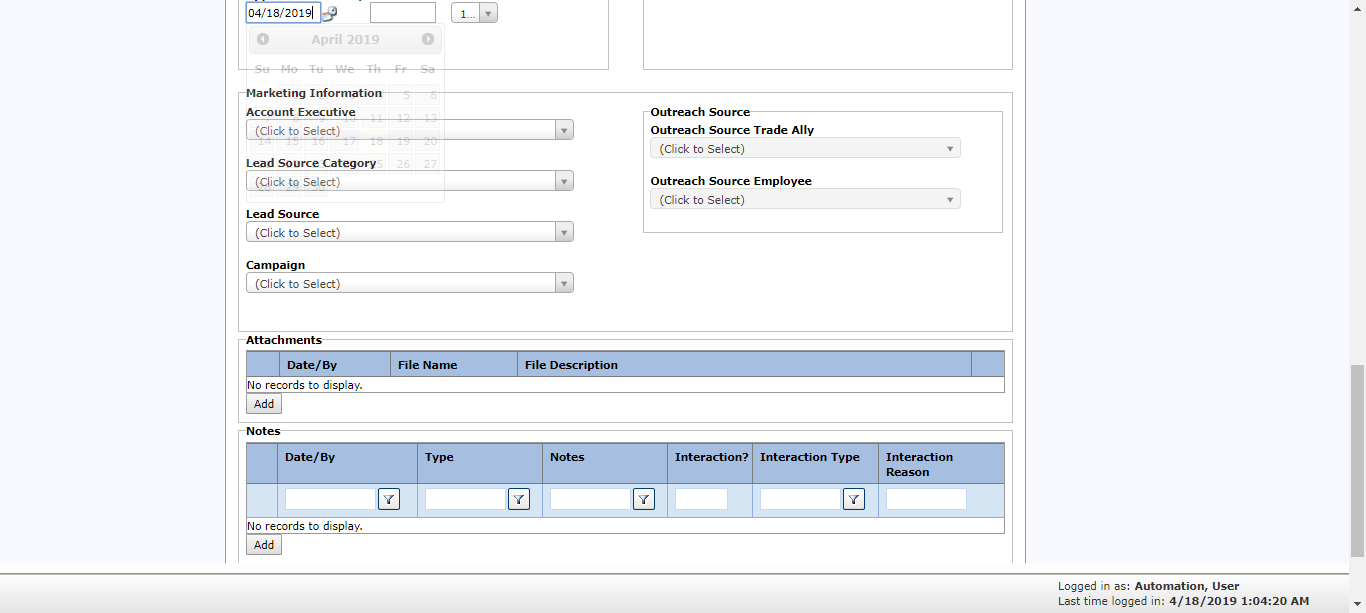 04/18/2019
1...
April 2019
Su Mo Tu We Th Fr Sa
5 6
Marketing Information
Account Executive
11 12 13
(Click to Select)
14 15 16 17 18 19 20
Lead Source Category
26 27
(Click to Select)
Lead Source
(Click to Select)
Campaign
(Click to Select)
Outreach Source
Outreach Source Trade Ally
(Click to Select)
Outreach Source Employee
(Click to Select)
Attachments
Date/By File Name File Description
No records to display.
Add
Notes
Date/By Type Notes Interaction? Interaction Type Interaction
Reason
No records to display.
Add
Logged in as: Automation, User
Last time logged in: 4/18/2019 1:04:20 AM